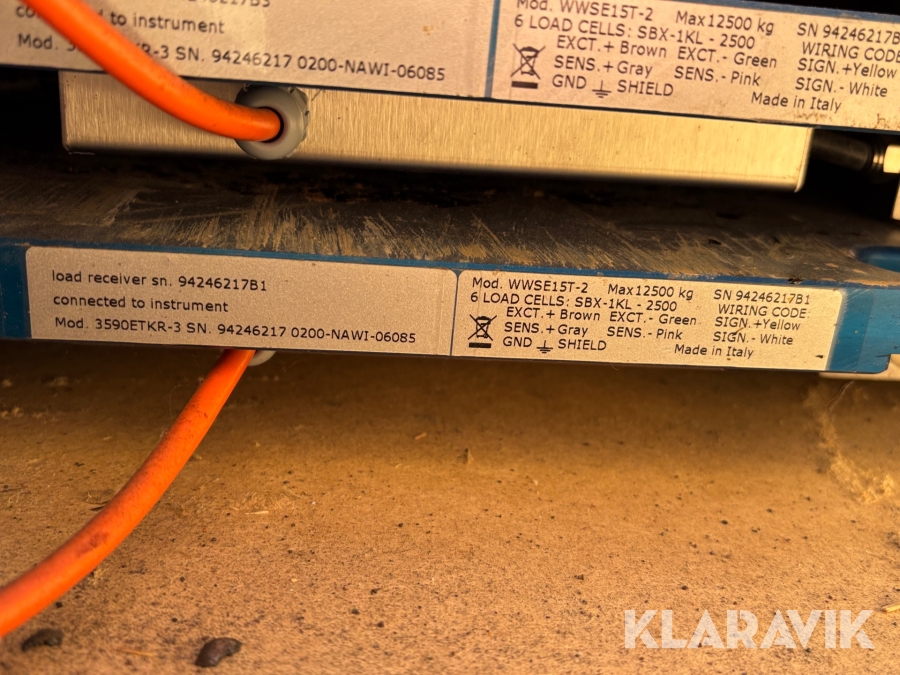 connected to instrument
Mod. 3590ETKR-3 SN. 94246217 0200-NAWI-06085
Mod. WWSE15T-2 Max12500 kg
6 LOAD CELLS: SBX-1KL - 2500
EXCT.+ Brown EXCT.- Green
SENS.+Gray SENS.- Pink
GND SHIELD
SN 94246217B
WIRING CODE:
SIGN.+Yellow
SIGN.- White
Made in Italy
load receiver sn. 94246217B1
connected to instrument
Mod. 3590ETKR-3 SN. 94246217 0200-NAWI-06085
Mod. WWSE15T-2 Max12500 kg
6 LOAD CELLS: SBX-1KL - 2500
EXCT.+ Brown EXCT.- Green
SENS.+Gray SENS.- Pink
GND SHIELD
SN 94246217B1
WIRING CODE:
SIGN.+Yellow
SIGN.- White
Made in Italy
KLARAVIK